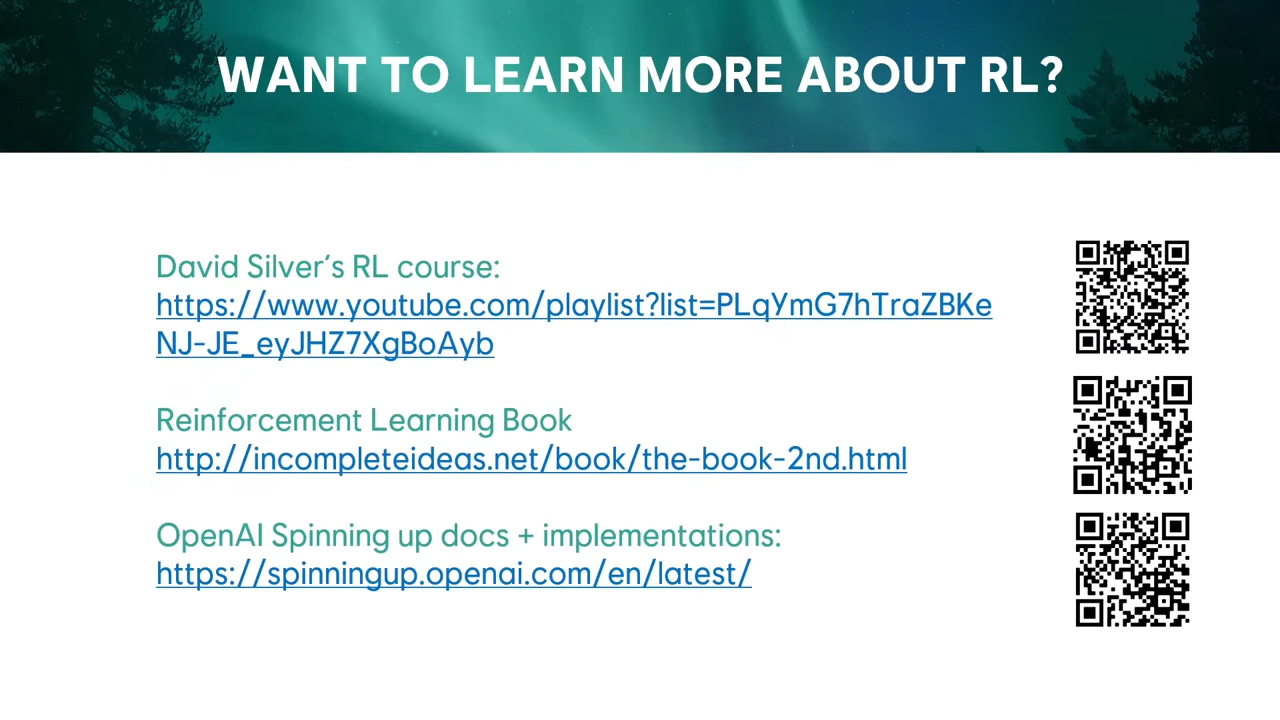 WANT TO LEARN MORE ABOUT RL?
David Silver's RL course:
https://www.youtube.com/playlist?list=PLqYmG7hTraZBKe
NJ-JE_eyJHZ7XgBoAyb
Reinforcement Learning Book
http://incompleteideas.net/book/the-book-2nd.html
OpenAI Spinning up docs + implementations:
https://spinningup.openai.com/en/latest/